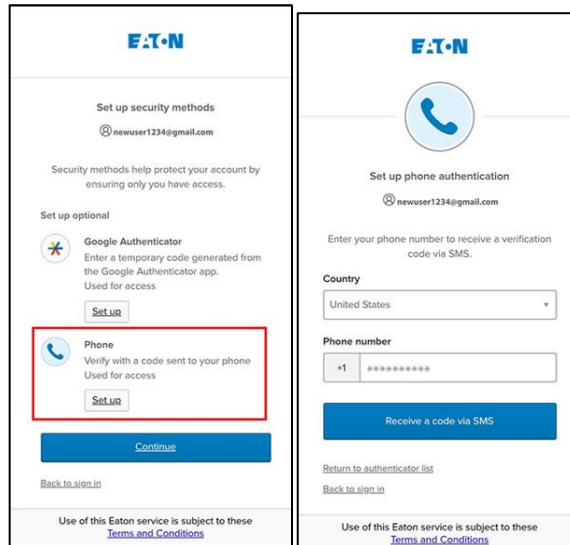 EATON
Set up security methods
newuser1234@gmail.com
Security methods help protect your account by
ensuring only you have access.
Set up optional
Google Authenticator
Enter a temporary code generated from
the Google Authenticator app.
Used for access
Set up
Phone
Verify with a code sent to your phone
Used for access
Set up
Continue
Back to sign in
Use of this Eaton service is subject to these
Terms and Conditions
EATON
Set up phone authentication
newuser1234@gmail.com
Enter your phone number to receive a verification
code via SMS.
Country
United States
Phone number
+1 **********
Receive a code via SMS
Return to authenticator list
Back to sign in
Use of this Eaton service is subject to these
Terms and Conditions